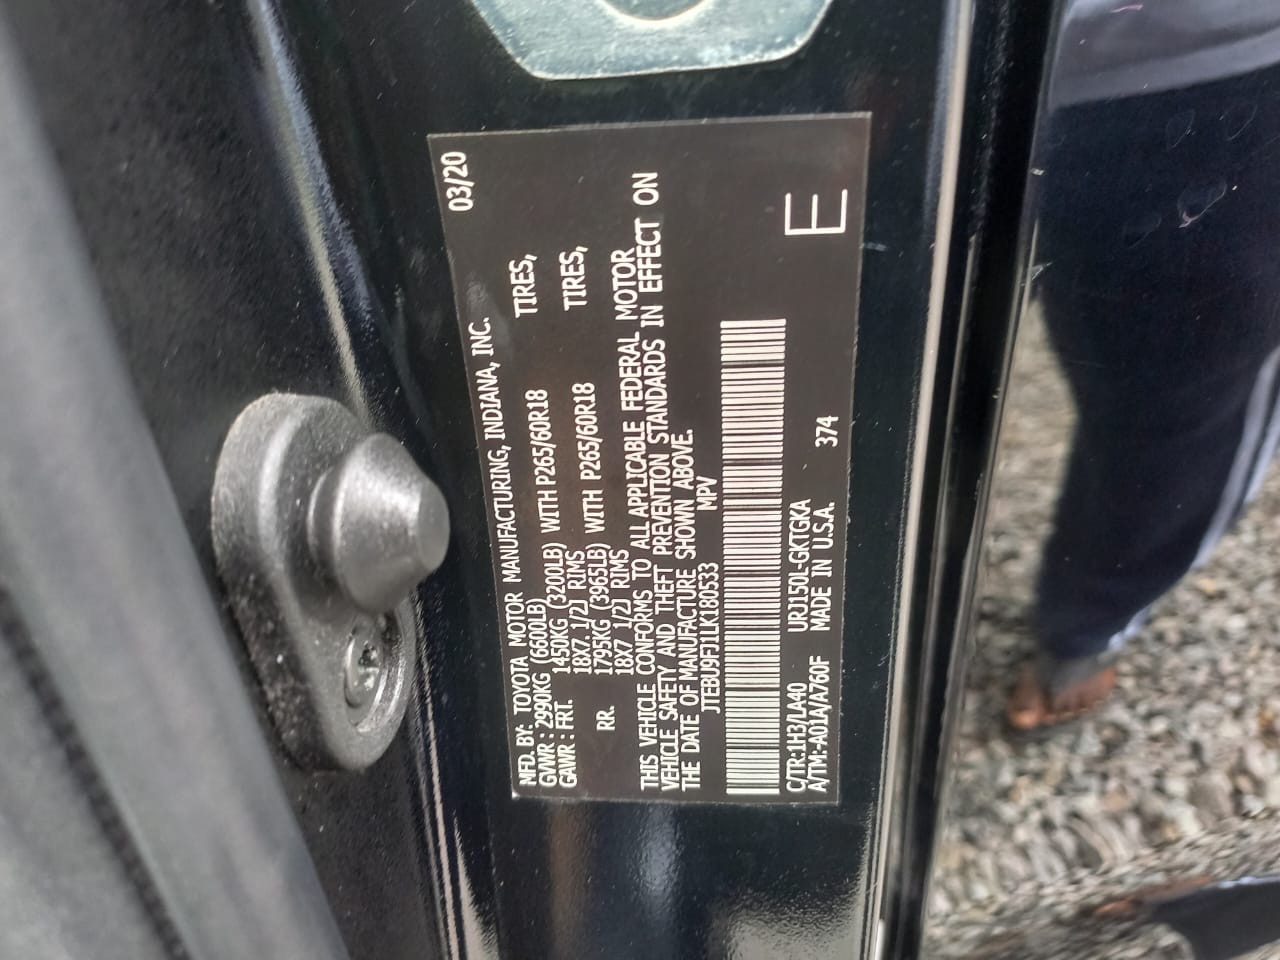 03/20
MFD. BY: TOYOTA MOTOR MANUFACTURING, INDIANA, INC.
GVWR : 2990KG (6600LB)
GAWR : FRT. 1450KG (3200LB) WITH P265/60R18 TIRES,
18X7 1/2J RIMS
RR. 1795KG (3965LB) WITH P265/60R18 TIRES,
18X7 1/2J RIMS
THIS VEHICLE CONFORMS TO ALL APPLICABLE FEDERAL MOTOR
VEHICLE SAFETY AND THEFT PREVENTION STANDARDS IN EFFECT ON
THE DATE OF MANUFACTURE SHOWN ABOVE.
JTEBU9FJ1LK180533 MPV
C/TR:1H3/LA40 URJ150L-GKTGKA
A/TM:-A01A/A760F MADE IN U.S.A. 374
E